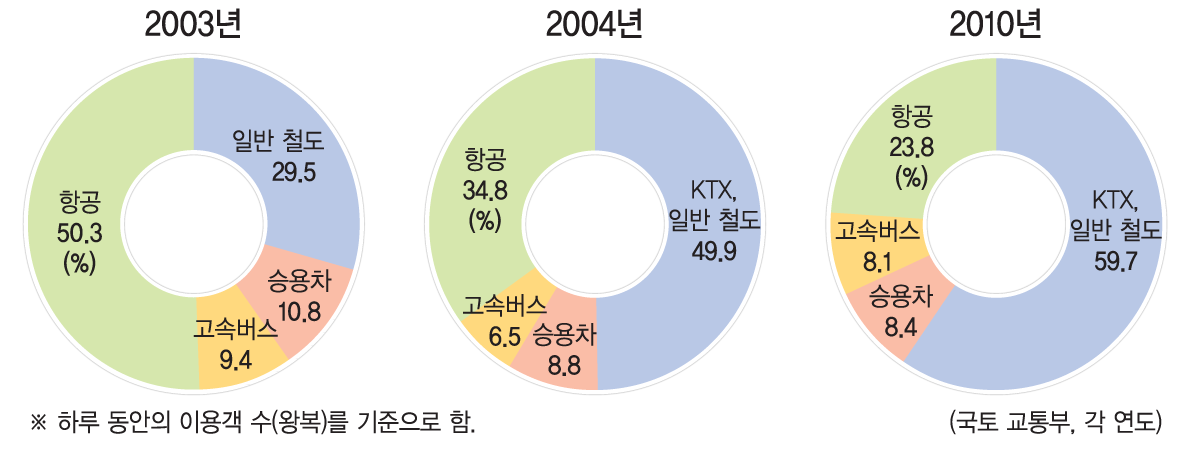 2003년
일반 철도
29.5
승용차
10.8
고속버스
9.4
항공
50.3
(%)
2004년
KTX,
일반 철도
49.9
승용차
8.8
고속버스
6.5
항공
34.8
(%)
2010년
KTX,
일반 철도
59.7
승용차
8.4
고속버스
8.1
항공
23.8
(%)
※ 하루 동안의 이용객 수(왕복)를 기준으로 함.
(국토 교통부, 각 연도)